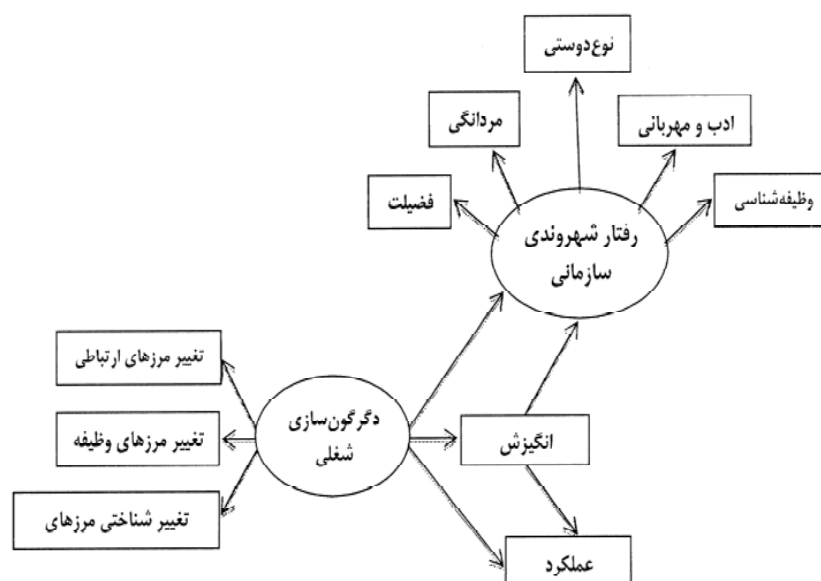 نوع‌دوستی
مردانگی
ادب و مهربانی
فضیلت
وظیفه‌شناسی
رفتار شهروندی
سازمانی
تغییر مرزهای ارتباطی
دگرگون‌سازی
شغلی
تغییر مرزهای وظیفه
انگیزش
تغییر شناختی مرزهای
عملکرد